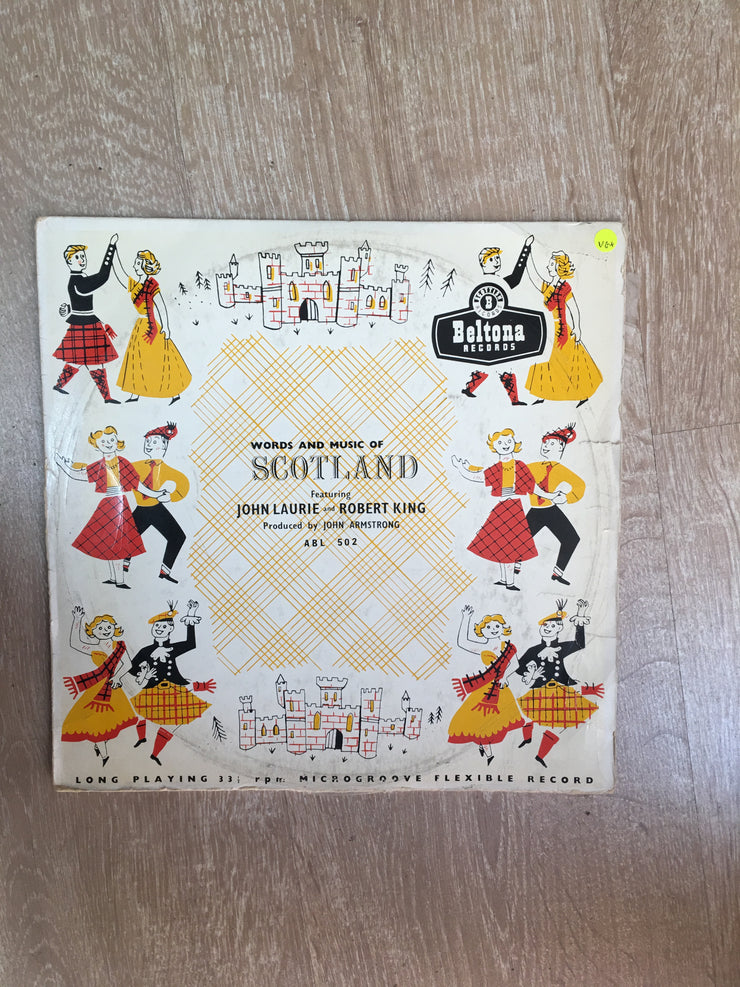 VG+
Beltona
RECORDS
WORDS AND MUSIC OF
SCOTLAND
Featuring
JOHN LAURIE and ROBERT KING
Produced by JOHN ARMSTRONG
ABL 502
LONG PLAYING 33⅓ rpm MICROGROOVE FLEXIBLE RECORD